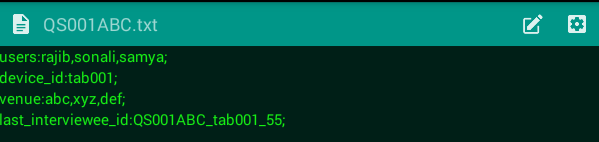 QS001ABC.txt
users:rajib,sonali,samya;
device_id:tab001;
venue:abc,xyz,def;
last_interviewee_id:QS001ABC_tab001_55;